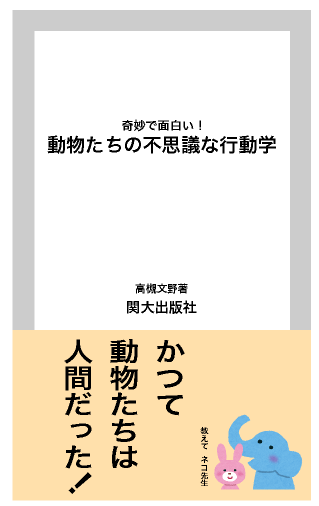 奇妙で面白い！
動物たちの不思議な行動学
高槻文野著
関大出版社
かつて
動物たちは
人間だった！
教えて ネコ先生